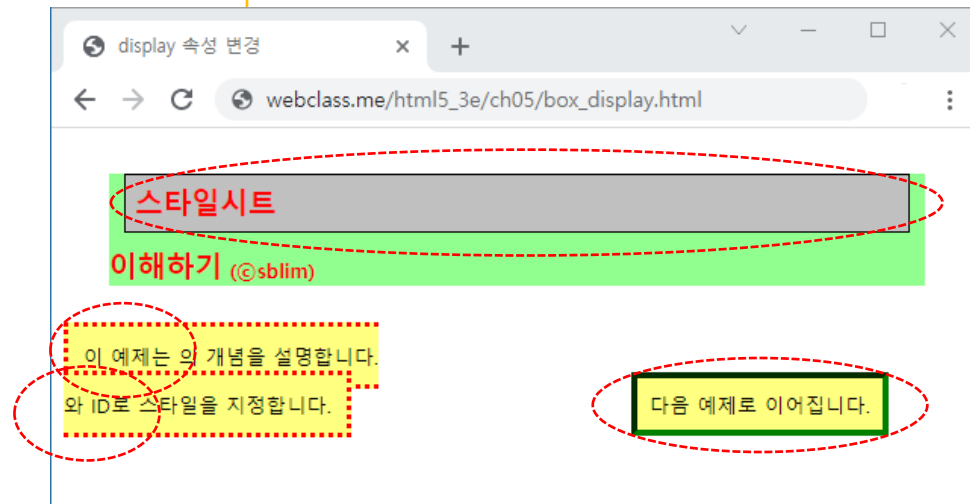 display 속성 변경
webclass.me/html5_3e/ch05/box_display.html
스타일시트
이해하기 (ⓒsblim)
이 예제는 의 개념을 설명합니다.
와 ID로 스타일을 지정합니다. 다음 예제로 이어집니다.